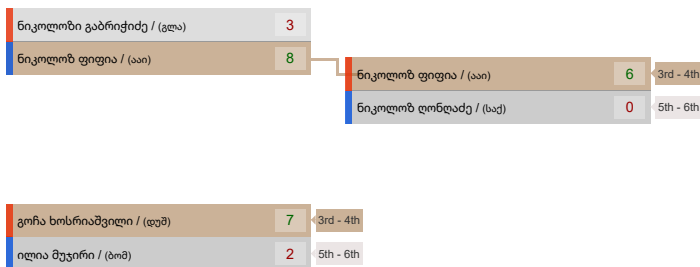 ნიკოლოზი გაბრიჭიძე / (გლა) 3
ნიკოლოზ ფიფია / (ააი) 8
ნიკოლოზ ფიფია / (ააი) 6 3rd - 4th
ნიკოლოზ ღონღაძე / (საქ) 0 5th - 6th
გოჩა ხოსრიაშვილი / (დუშ) 7 3rd - 4th
ილია მუჯირი / (ბომ) 2 5th - 6th